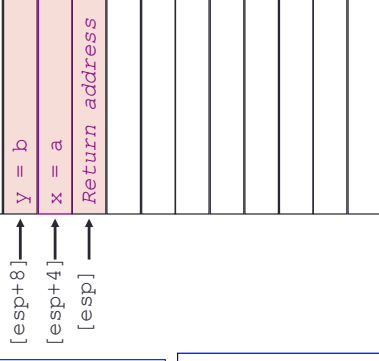 [esp+8] y = b
[esp+4] x = a
[esp] Return address